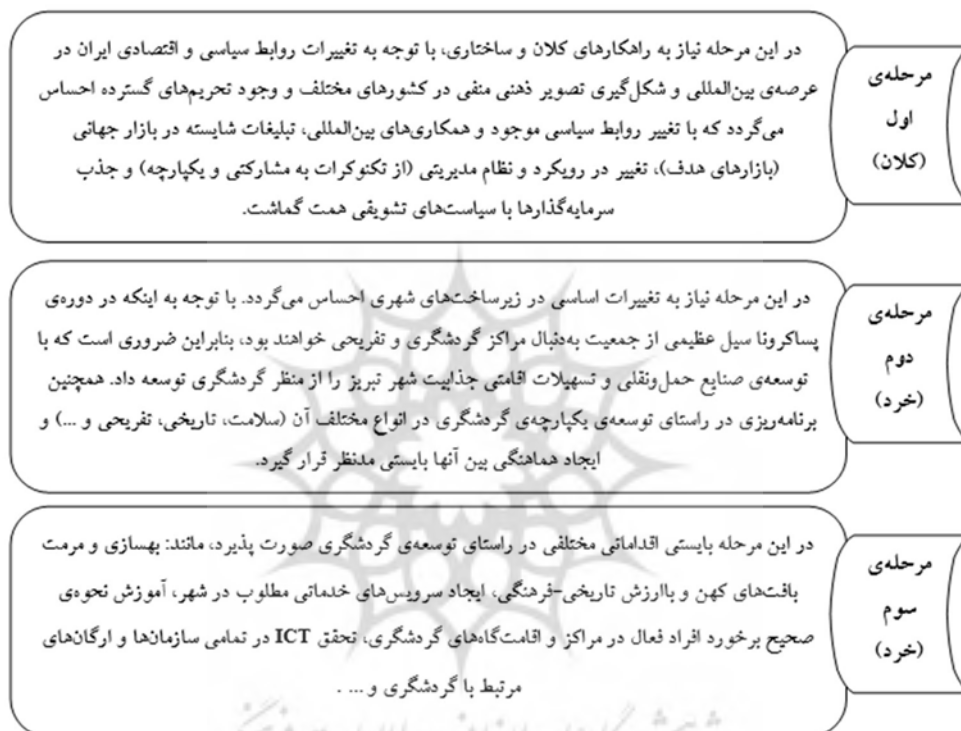 مرحله‌ی
اول
(کلان)
در این مرحله نیاز به راهکارهای کلان و ساختاری، با توجه به تغییرات روابط سیاسی و اقتصادی ایران در
عرصه‌ی بین‌المللی و شکل‌گیری تصویر ذهنی منفی در کشورهای مختلف و وجود تحریم‌های گسترده احساس
می‌گردد که با تغییر روابط سیاسی موجود و همکاری‌های بین‌المللی، تبلیغات شایسته در بازار جهانی
(بازارهای هدف)، تغییر در رویکرد و نظام مدیریتی (از تکنوکرات به مشارکتی و یکپارچه) و جذب
سرمایه‌گذارها با سیاست‌های تشویقی همت گماشت.
مرحله‌ی
دوم
(خرد)
در این مرحله نیاز به تغییرات اساسی در زیرساخت‌های شهری احساس می‌گردد. با توجه به اینکه در دوره‌ی
پساکرونا سیل عظیمی از جمعیت به‌دنبال مراکز گردشگری و تفریحی خواهند بود، بنابراین ضروری است که با
توسعه‌ی صنایع حمل‌ونقلی و تسهیلات اقامتی جذابیت شهر تبریز را از منظر گردشگری توسعه داد. همچنین
برنامه‌ریزی در راستای توسعه‌ی یکپارچه‌ی گردشگری در انواع مختلف آن (سلامت، تاریخی، تفریحی و ...) و
ایجاد هماهنگی بین آنها بایستی مدنظر قرار گیرد.
مرحله‌ی
سوم
(خرد)
در این مرحله بایستی اقداماتی مختلفی در راستای توسعه‌ی گردشگری صورت پذیرد، مانند: بهسازی و مرمت
بافت‌های کهن و باارزش تاریخی-فرهنگی، ایجاد سرویس‌های خدماتی مطلوب در شهر، آموزش نحوه‌ی
صحیح برخورد افراد فعال در مراکز و اقامت‌گاه‌های گردشگری، تحقق ICT در تمامی سازمان‌ها و ارگان‌های
مرتبط با گردشگری و ... .